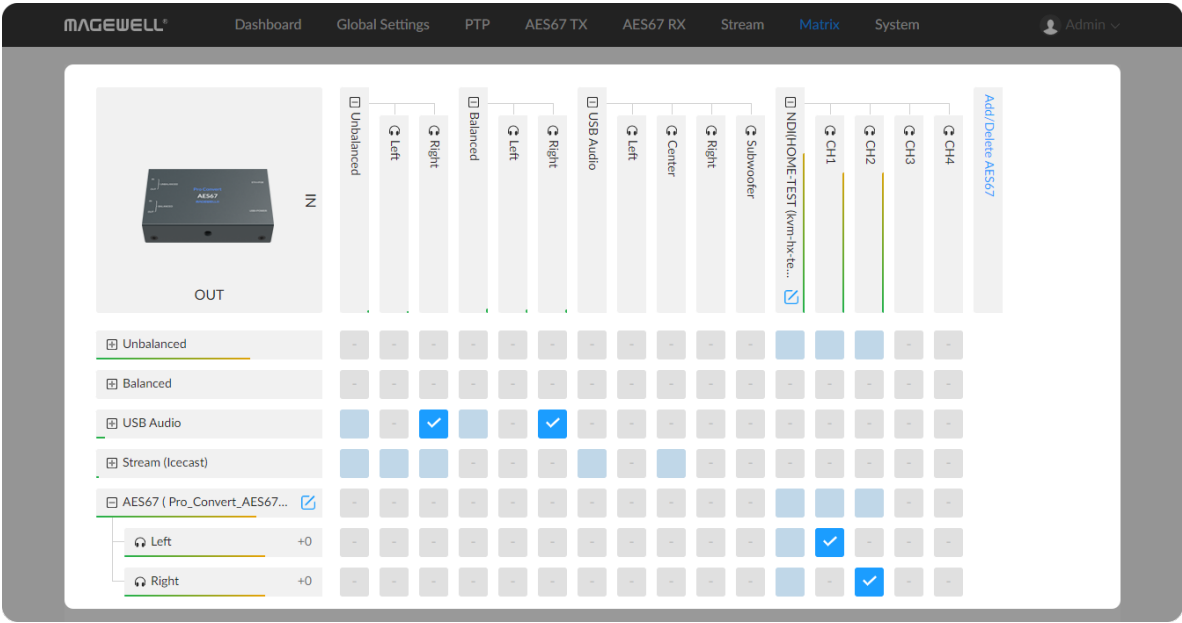 MAGEWELL®
Dashboard
Global Settings
PTP
AES67 TX
AES67 RX
Stream
Matrix
System
Admin
Unbalanced
Left
Right
Balanced
Left
Right
USB Audio
Left
Center
Right
Subwoofer
NDI(HOME-TEST (kvm-hx-te...
CH1
CH2
CH3
CH4
Add/Delete AES67
AES67
IN
OUT
Unbalanced
Balanced
USB Audio
Stream (Icecast)
AES67 ( Pro_Convert_AES67...
Left +0
Right +0